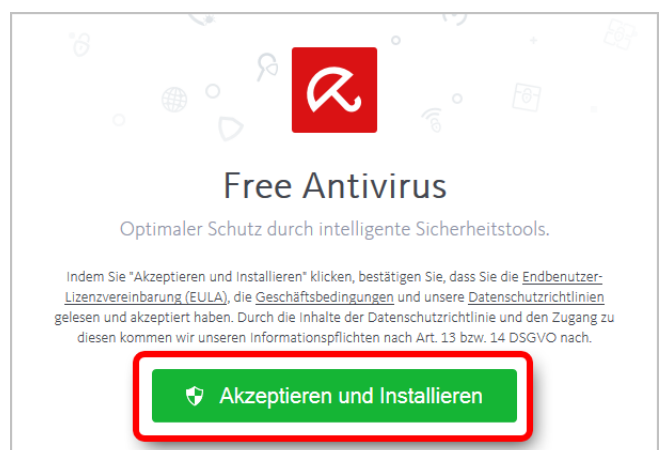 Free Antivirus
Optimaler Schutz durch intelligente Sicherheitstools.
Indem Sie "Akzeptieren und Installieren" klicken, bestätigen Sie, dass Sie die Endbenutzer-
Lizenzvereinbarung (EULA), die Geschäftsbedingungen und unsere Datenschutzrichtlinien
gelesen und akzeptiert haben. Durch die Inhalte der Datenschutzrichtlinie und den Zugang zu
diesen kommen wir unseren Informationspflichten nach Art. 13 bzw. 14 DSGVO nach.
Akzeptieren und Installieren